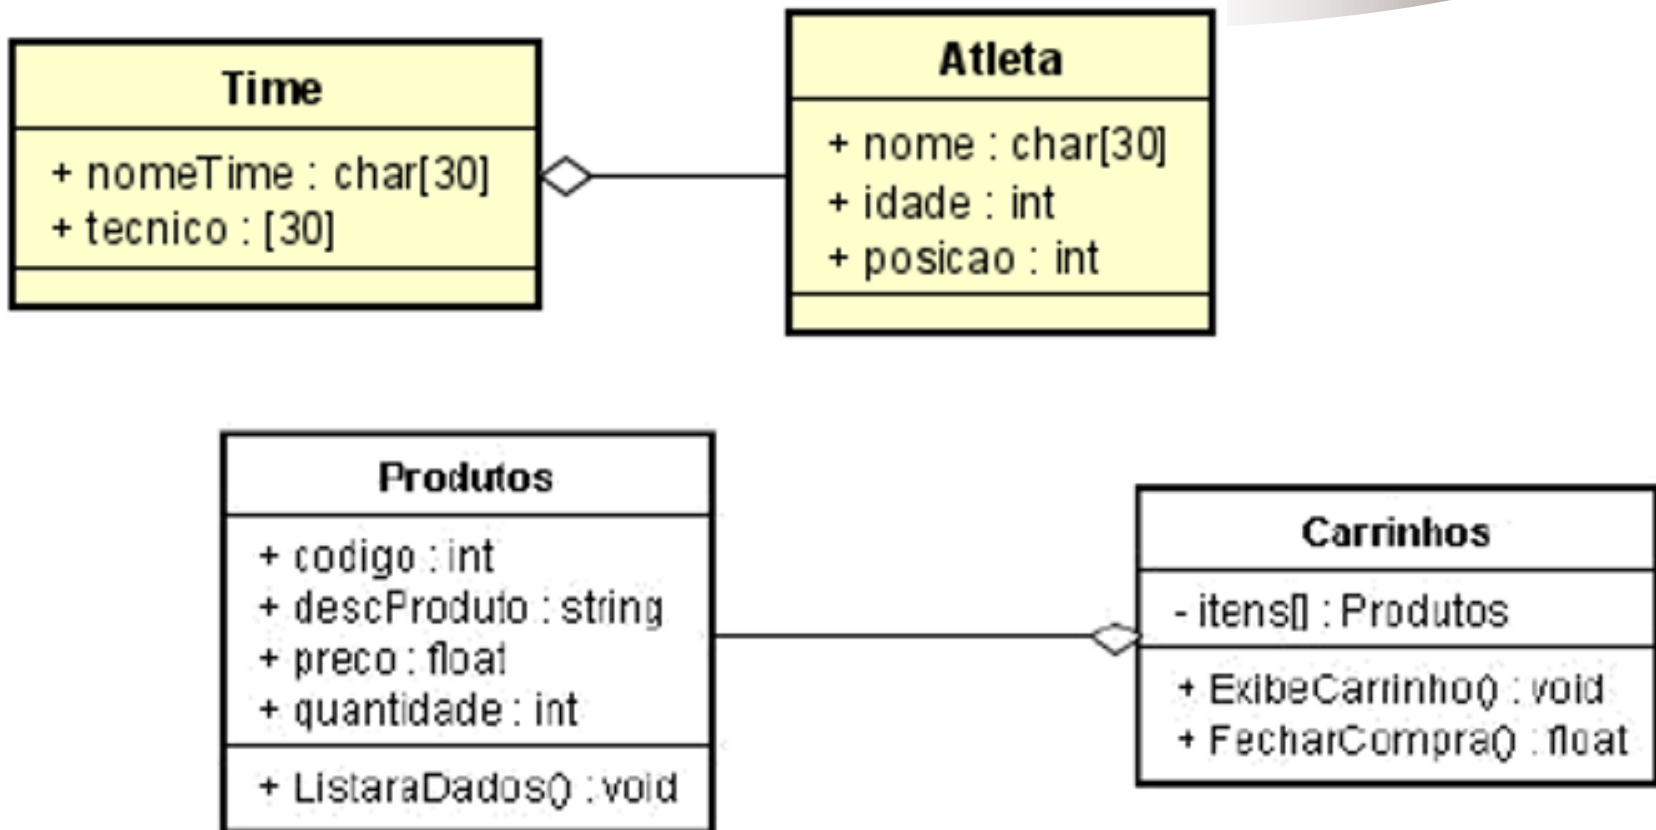 Time
+ nomeTime : char[30]
+ tecnico : [30]
Atleta
+ nome : char[30]
+ idade : int
+ posicao : int
Produtos
+ codigo : int
+ descProduto : string
+ preco : float
+ quantidade : int
+ ListaraDados() : void
Carrinhos
- itens[] : Produtos
+ ExibeCarrinho() : void
+ FecharCompra() : float